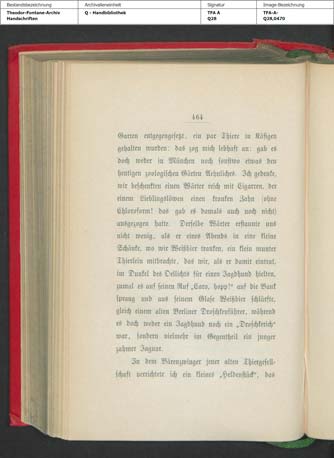 Bestandsbezeichnung Archivalieneinheit Signatur Image-Bezeichnung
Theodor-Fontane-Archiv Q - Handbibliothek TFA A TFA-A-
Handschriften Q28 Q28,0470
464
Garten entgegengesetzt, ein par Thiere in Käfigen
gehalten wurden: das zog mich lebhaft an: gab es
doch weder in München noch sonstwo etwas den
heutigen zoologischen Gärten Aehnliches. Ich gedenke,
wir beschenkten einen Wärter reich mit Cigarren, der
einem Lieblingslöwen einen kranken Zahn (ohne
Chloroform! das gab es damals auch noch nicht)
ausgezogen hatte. Derselbe Wärter erstaunte uns
nicht wenig, als er eines Abends in eine kleine
Schänke, wo wir Weißbier tranken, ein klein munter
Thierlein mitbrachte, das wir, als er damit eintrat,
im Dunkel des Oellichts für einen Jagdhund hielten,
zumal es auf seinen Ruf „Caro, hopp!“ auf die Bank
sprang und aus seinem Glase Weißbier schlürfte,
gleich einem alten Berliner Droschkenführer, während
es doch weder ein Jagdhund noch ein „Droschkerich“
war, sondern vielmehr im Gegentheil ein junger
zahmer Jaguar.
In dem Bärenzwinger jener alten Thiergesell-
schaft verrichtete ich ein kleines „Heldenstück“, das